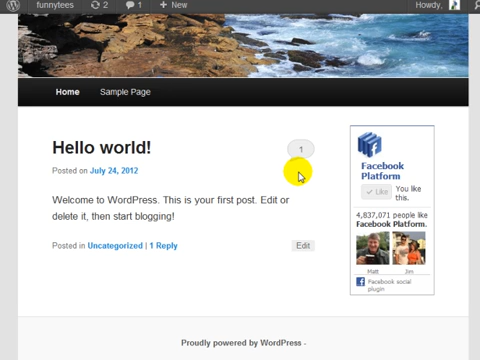 funnytees 2 1 + New Howdy,
Home Sample Page
Hello world!
1
Posted on July 24, 2012
Welcome to WordPress. This is your first post. Edit or
delete it, then start blogging!
Posted in Uncategorized | 1 Reply Edit
Facebook
Platform
Like You like
this.
4,837,071 people like
Facebook Platform.
Matt Jim
Facebook social
plugin
Proudly powered by WordPress -